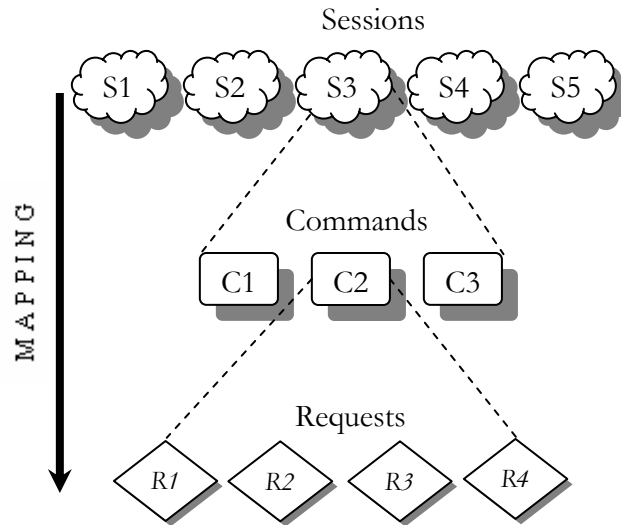 Sessions
S1 S2 S3 S4 S5
Commands
C1 C2 C3
MAPPING
Requests
R1 R2 R3 R4